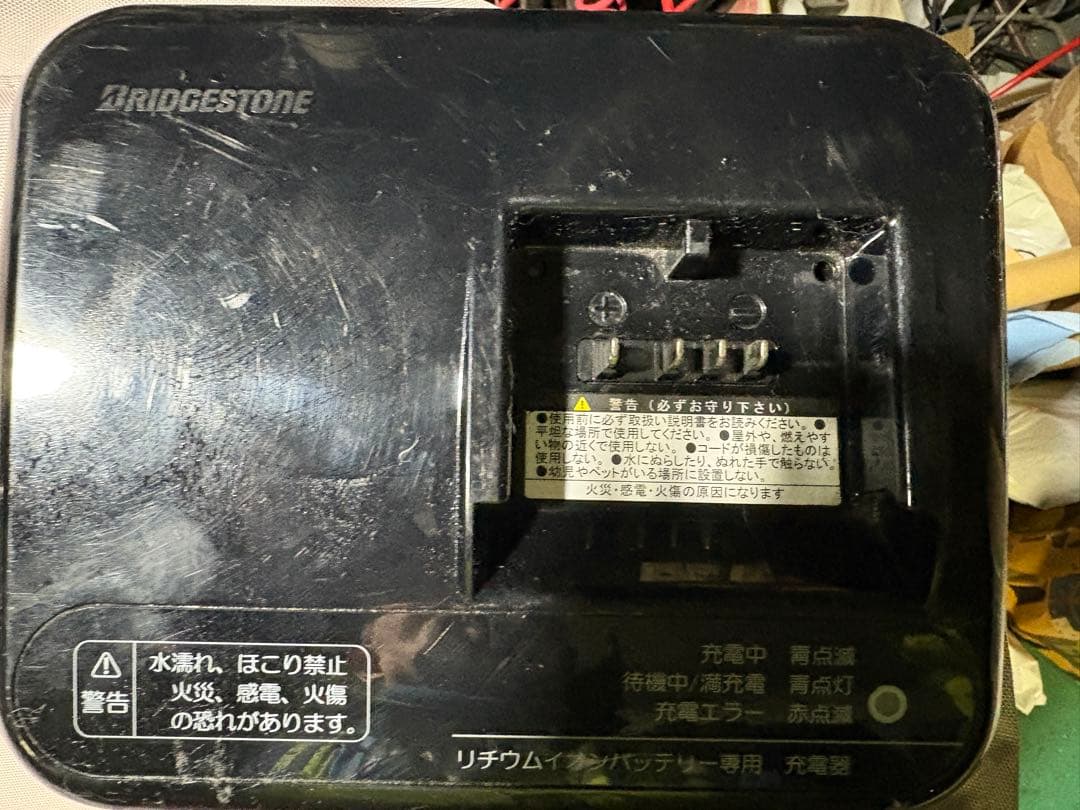 BRIDGESTONE
⊕ ⊖
⚠ 警告（必ずお守り下さい）
●使用前に必ず取扱い説明書をお読みください。●
平坦な場所で使用してください。●屋外や、燃えやす
い物の近くで使用しない。●コードが損傷したものは
使用しない。●水にぬらしたり、ぬれた手で触らない。
●幼児やペットがいる場所に設置しない。
火災・感電・火傷の原因になります
⚠ 警告
水濡れ、ほこり禁止
火災、感電、火傷
の恐れがあります。
充電中 青点滅
待機中/満充電 青点灯
充電エラー 赤点滅
リチウムイオンバッテリー専用 充電器